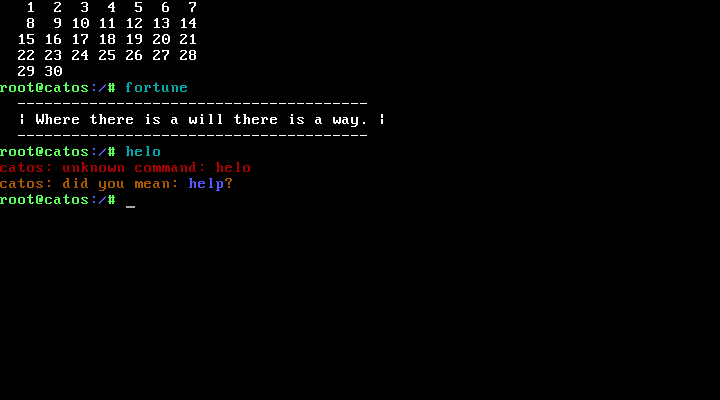 1  2  3  4  5  6  7
8  9 10 11 12 13 14
15 16 17 18 19 20 21
22 23 24 25 26 27 28
29 30
root@catos:/# fortune
---------------------------------------
| Where there is a will there is a way. |
---------------------------------------
root@catos:/# helo
catos: unknown command: helo
catos: did you mean: help?
root@catos:/# _